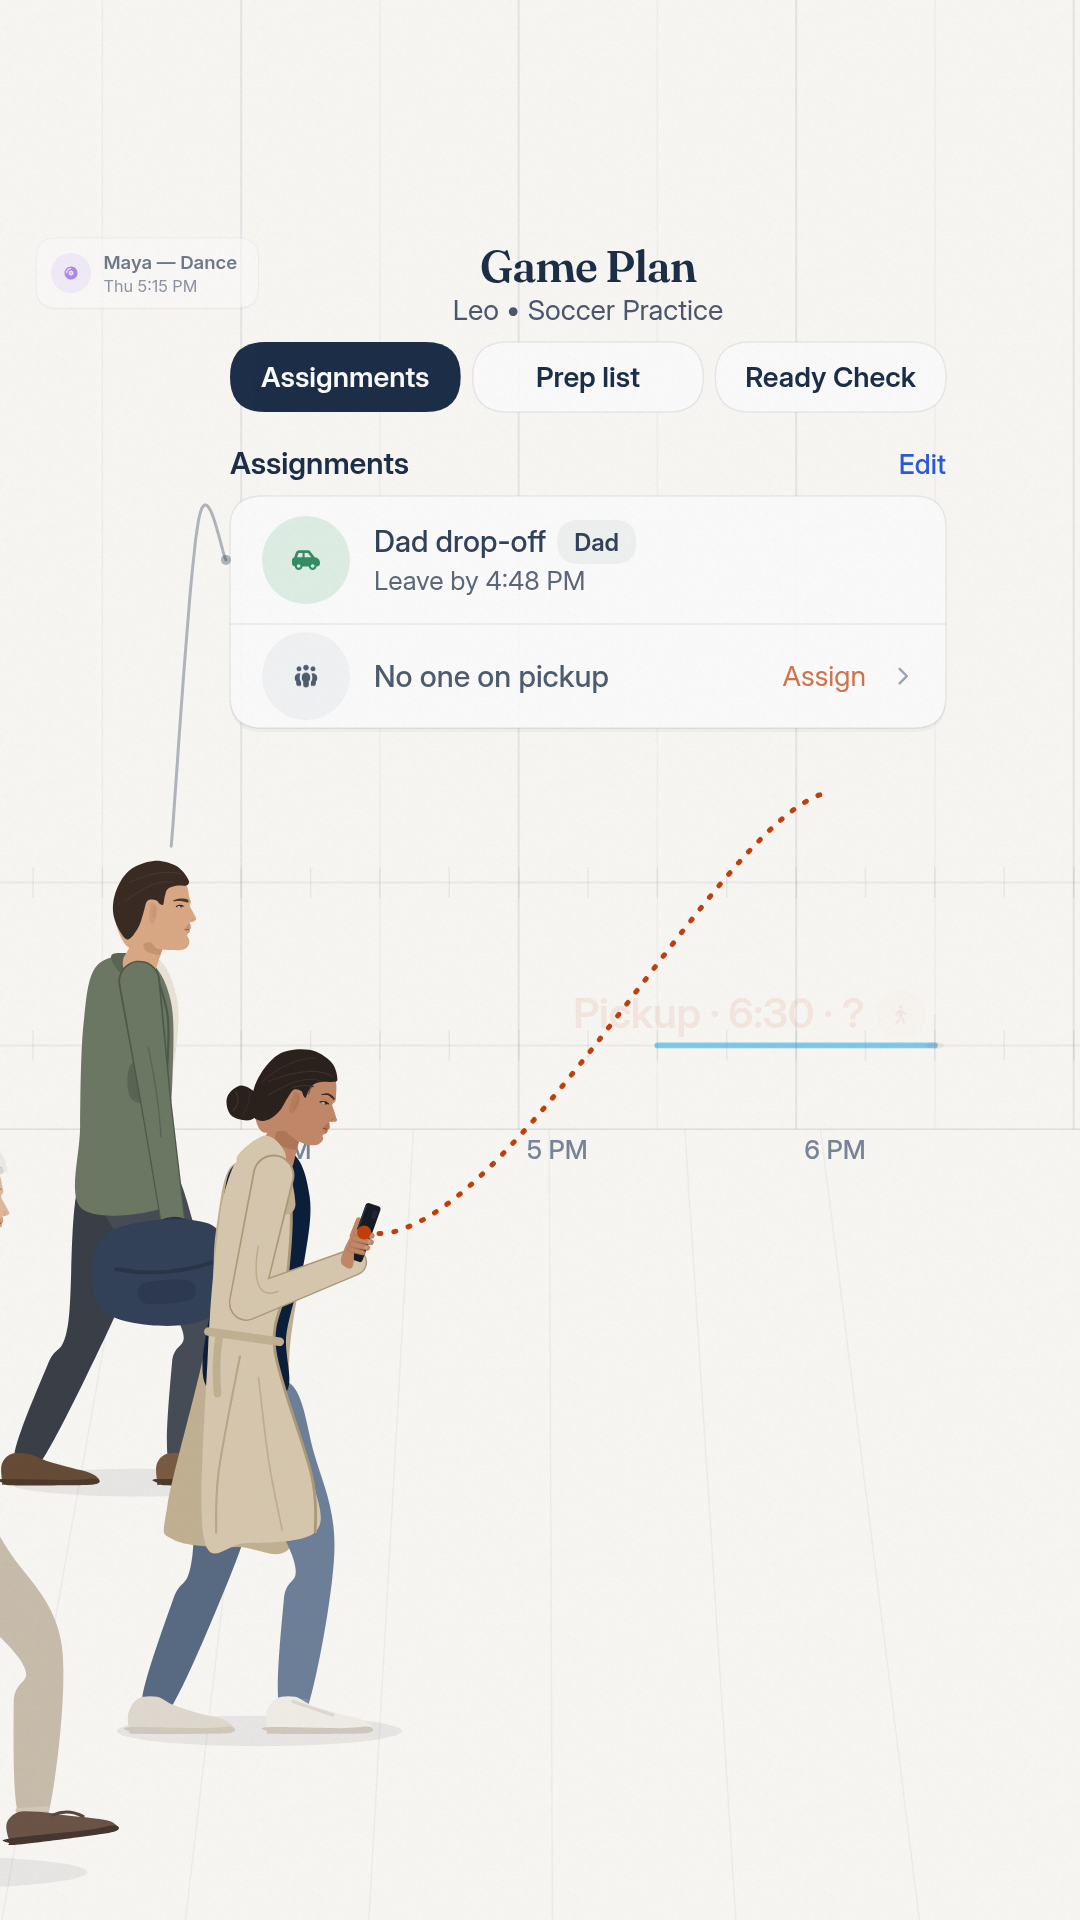 Maya — Dance
Thu 5:15 PM
Game Plan
Leo • Soccer Practice
Assignments
Prep list
Ready Check
Assignments
Edit
Dad drop-off
Dad
Leave by 4:48 PM
No one on pickup
Assign
Pickup · 6:30 · ?
5 PM
6 PM